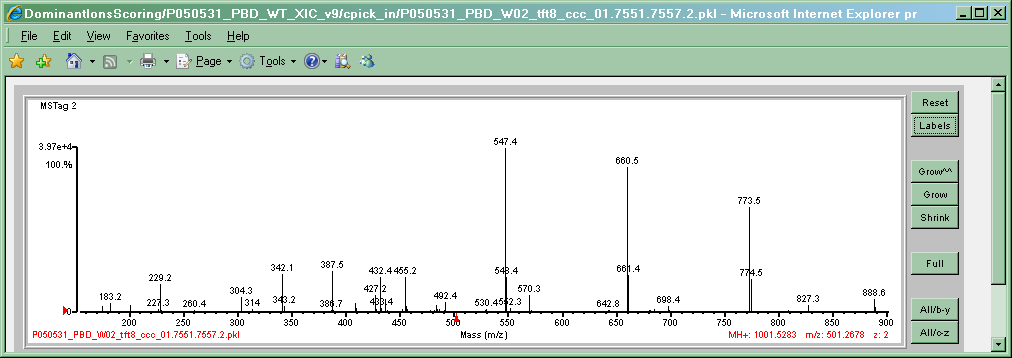 DominantIonsScoring/P050531_PBD_WT_XIC_v9/cpick_in/P050531_PBD_W02_tft8_ccc_01.7551.7557.2.pkl - Microsoft Internet Explorer pr
File Edit View Favorites Tools Help
Page Tools
MSTag 2
Reset
Labels
3.97e+4
100.%
547.4
660.5
Grow^^
Grow
773.5
Shrink
342.1 387.5 432.4 455.2 548.4 661.4
Full
229.2 774.5
304.3 427.2 570.3 888.6
183.2 227.3 260.4 314 343.2 386.7 433.4 492.4 530.4 552.3 642.8 698.4 827.3
0
All/b-y
200 250 300 350 400 450 500 550 600 650 700 750 800 850 900
P050531_PBD_W02_tft8_ccc_01.7551.7557.2.pkl Mass (m/z) MH+: 1001.5283 m/z: 501.2678 z: 2
All/c-z